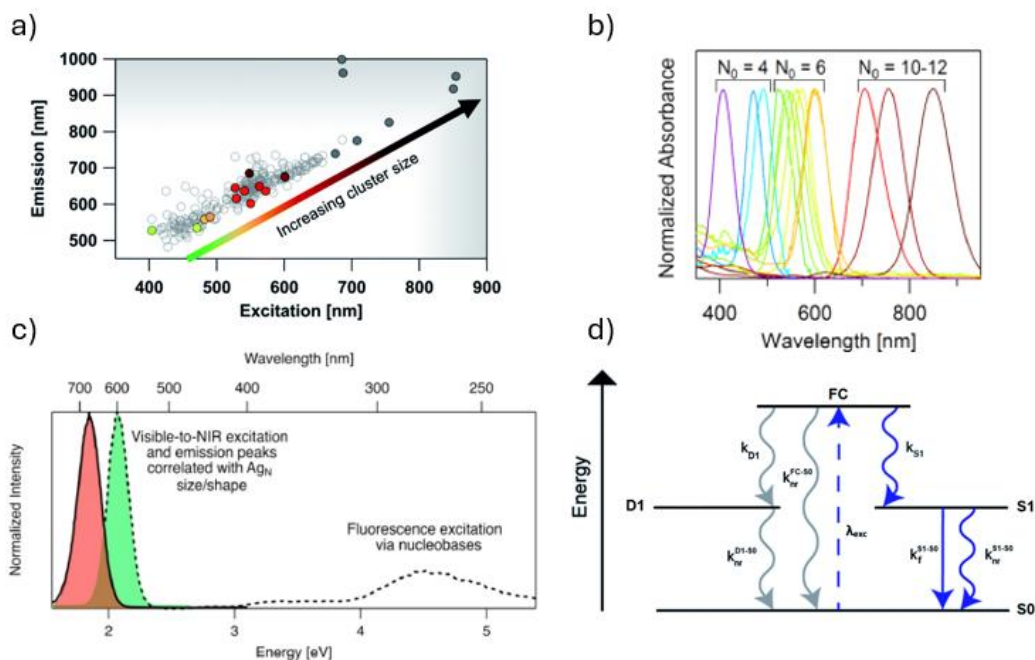 a)
1000
900
800
700
600
500
Emission [nm]
Increasing cluster size
400 500 600 700 800 900
Excitation [nm]
b)
N0 = 4 N0 = 6 N0 = 10-12
Normalized Absorbance
400 600 800
Wavelength [nm]
c)
Wavelength [nm]
700 600 500 400 300 250
Normalized Intensity
Visible-to-NIR excitation
and emission peaks
correlated with AgN
size/shape
Fluorescence excitation
via nucleobases
2 3 4 5
Energy [eV]
d)
Energy
FC
kD1
knrFC-S0
λexc
kS1
D1
S1
knrD1-S0
kfS1-S0
knrS1-S0
S0